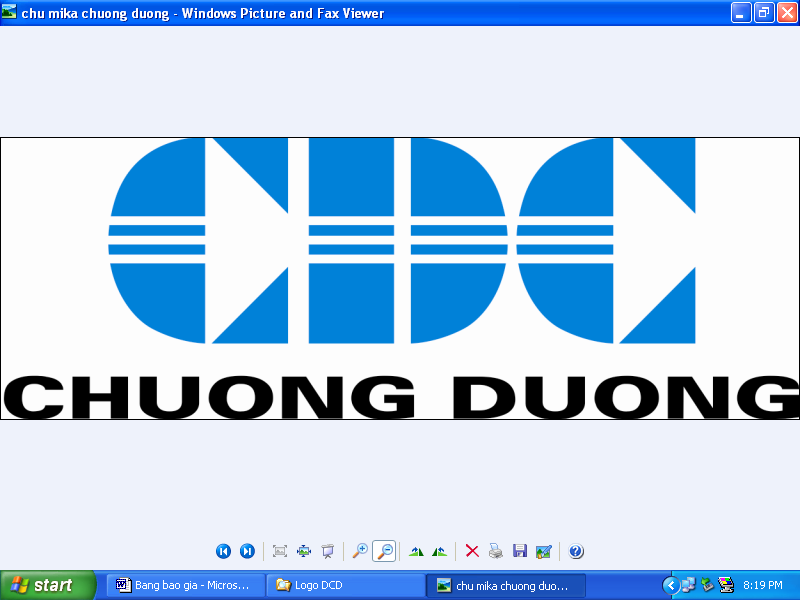 chu mika chuong duong - Windows Picture and Fax Viewer
CDC
CHUONG DUONG
start
Bang bao gia - Micros...
Logo DCD
chu mika chuong duo...
8:19 PM